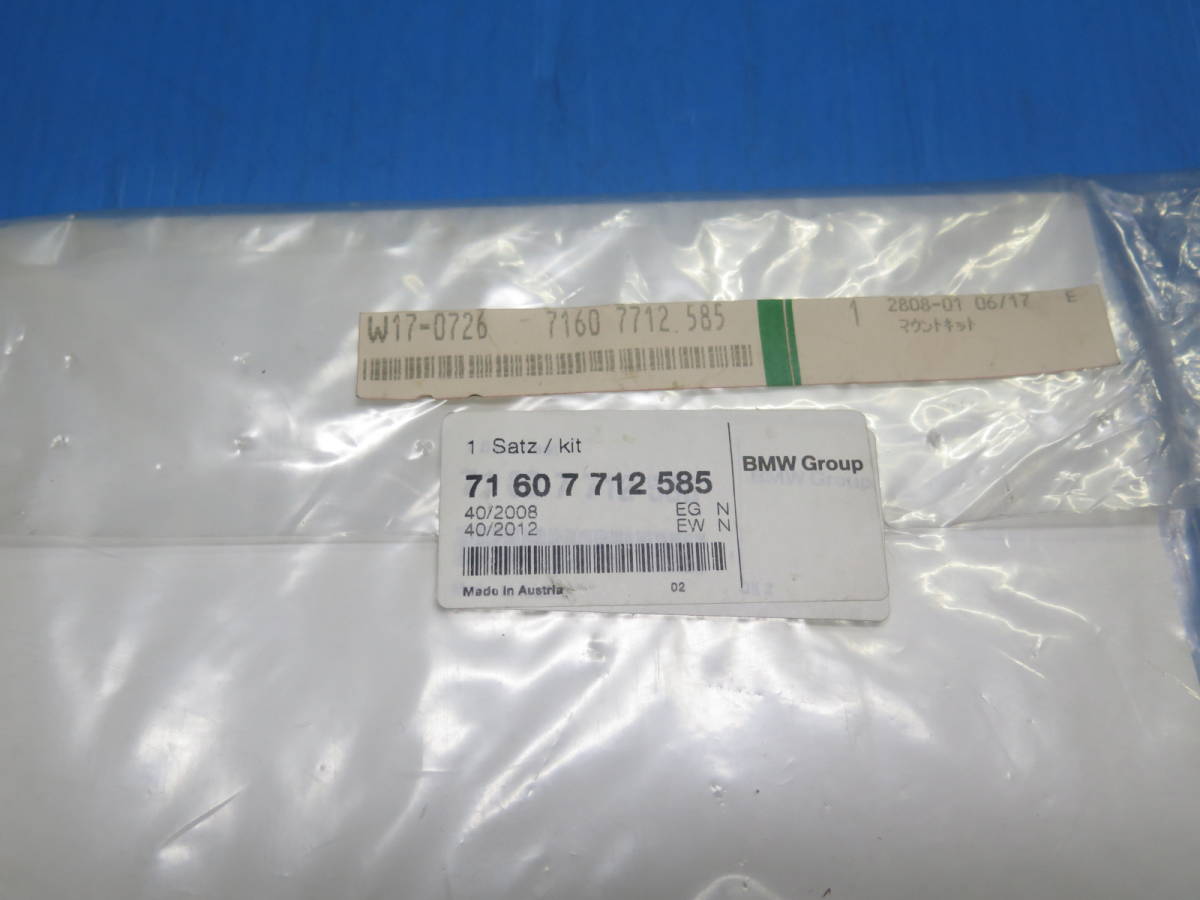 W17-0726 7160 7712 585 1 2808-01 06/17 E
マウントキット
1 Satz / kit
71 60 7 712 585
BMW Group
40/2008 EG N
40/2012 EW N
Made in Austria 02